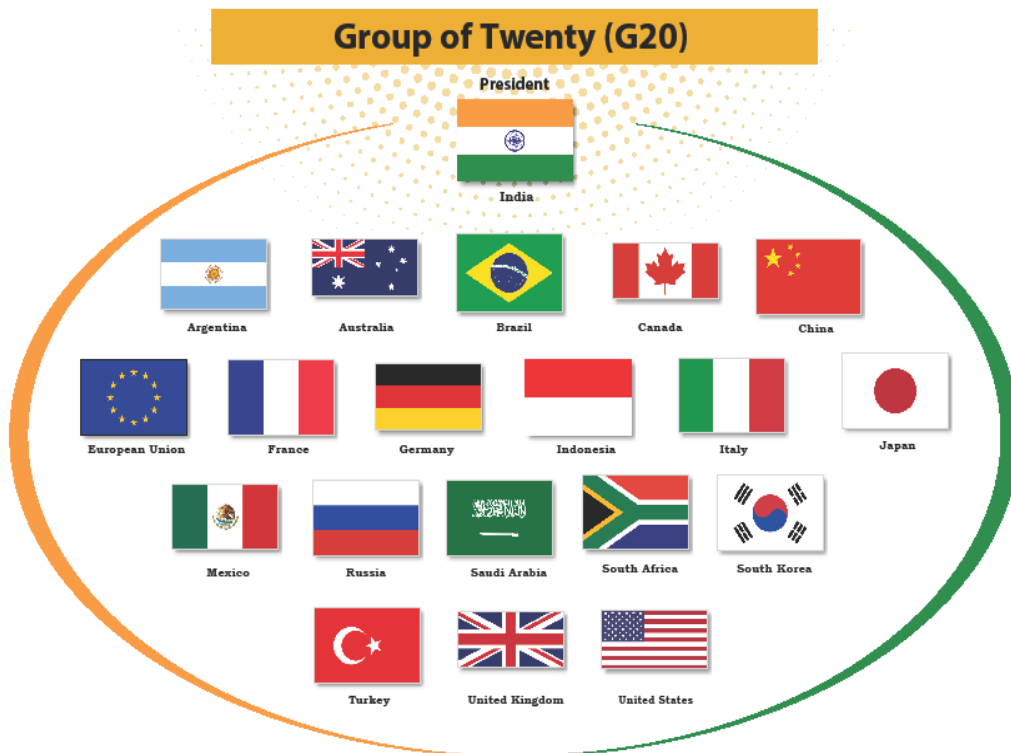 Group of Twenty (G20)
President
India
Argentina
Australia
Brazil
Canada
China
European Union
France
Germany
Indonesia
Italy
Japan
Mexico
Russia
Saudi Arabia
South Africa
South Korea
Turkey
United Kingdom
United States